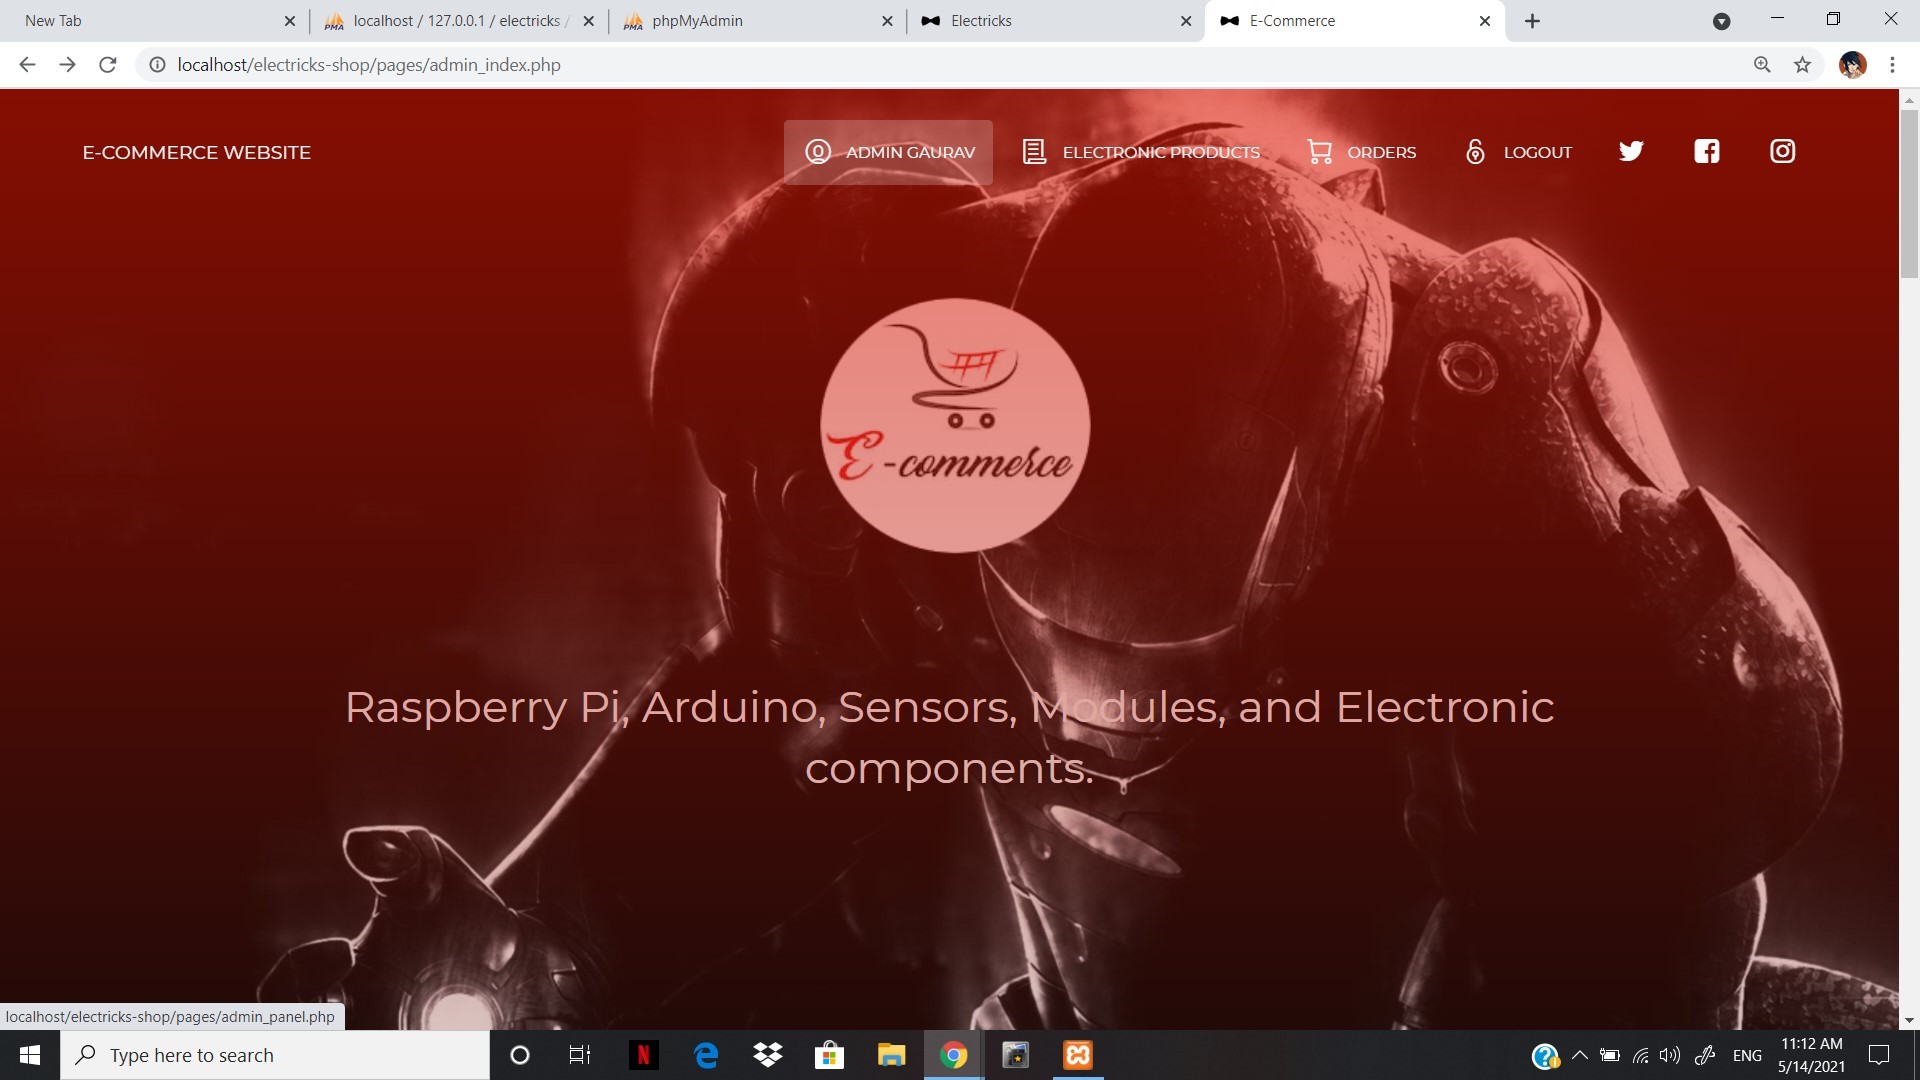 New Tab
localhost / 127.0.0.1 / electricks /
phpMyAdmin
Electricks
E-Commerce
localhost/electricks-shop/pages/admin_index.php
E-COMMERCE WEBSITE
ADMIN GAURAV
ELECTRONIC PRODUCTS
ORDERS
LOGOUT
E-commerce
Raspberry Pi, Arduino, Sensors, Modules, and Electronic
components.
localhost/electricks-shop/pages/admin_panel.php
Type here to search
ENG
11:12 AM
5/14/2021